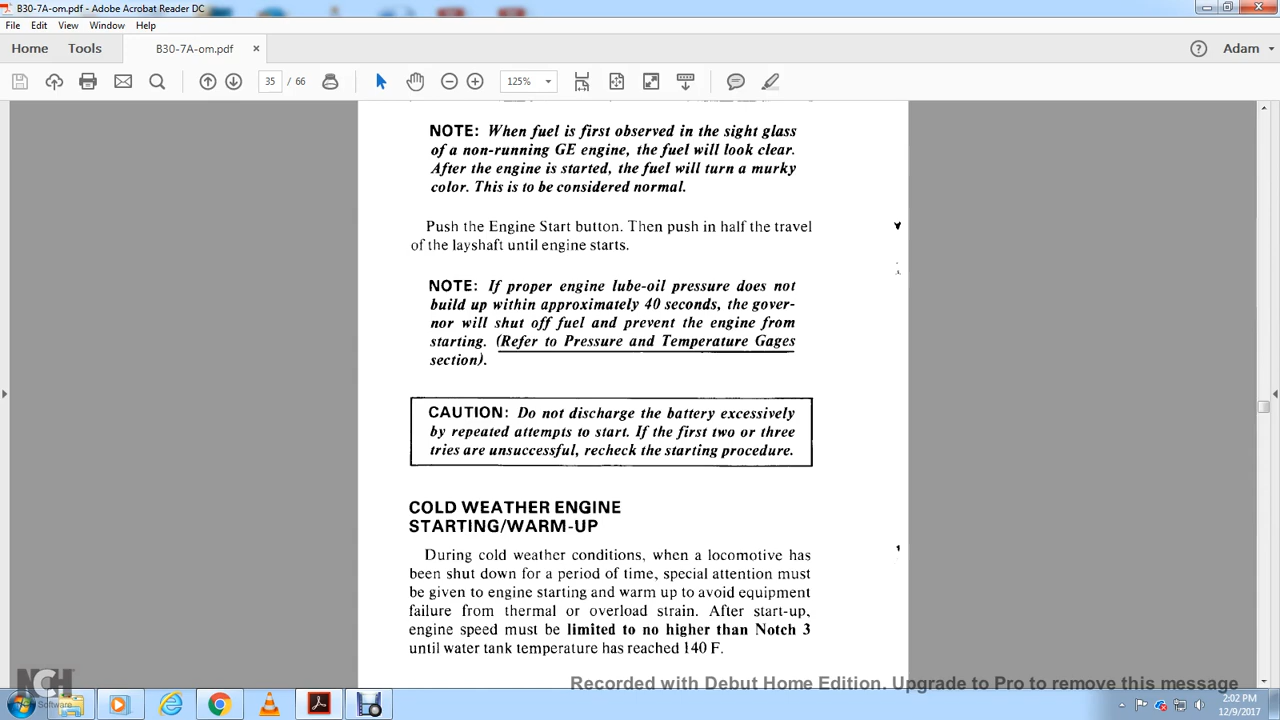 B30-7A-om.pdf - Adobe Acrobat Reader DC
File Edit View Window Help
Home Tools B30-7A-om.pdf × Adam
35 / 66 125%
NOTE: When fuel is first observed in the sight glass
of a non-running GE engine, the fuel will look clear.
After the engine is started, the fuel will turn a murky
color. This is to be considered normal.
Push the Engine Start button. Then push in half the travel
of the layshaft until engine starts.
NOTE: If proper engine lube-oil pressure does not
build up within approximately 40 seconds, the gover-
nor will shut off fuel and prevent the engine from
starting. (Refer to Pressure and Temperature Gages
section).
CAUTION: Do not discharge the battery excessively
by repeated attempts to start. If the first two or three
tries are unsuccessful, recheck the starting procedure.
COLD WEATHER ENGINE
STARTING/WARM-UP
During cold weather conditions, when a locomotive has
been shut down for a period of time, special attention must
be given to engine starting and warm up to avoid equipment
failure from thermal or overload strain. After start-up,
engine speed must be limited to no higher than Notch 3
until water tank temperature has reached 140 F.
NCH
Software
Recorded with Debut Home Edition. Upgrade to Pro to remove this message
2:02 PM
12/9/2017